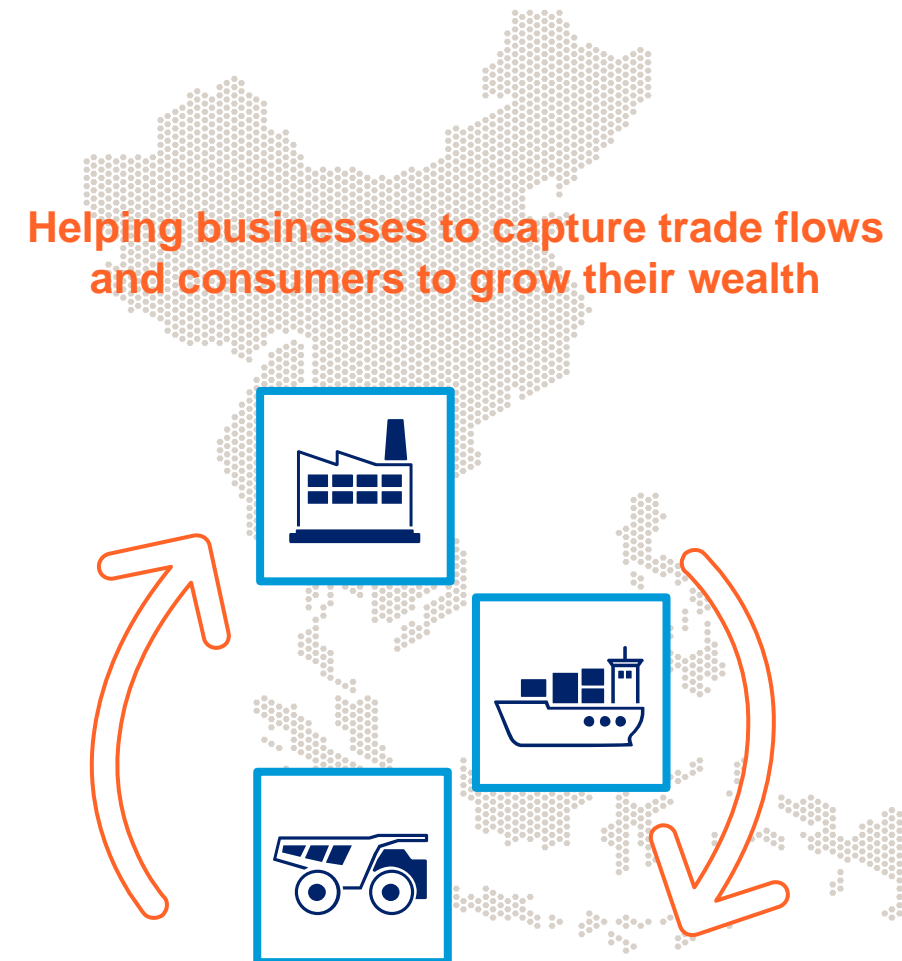 Helping businesses to capture trade flows
and consumers to grow their wealth